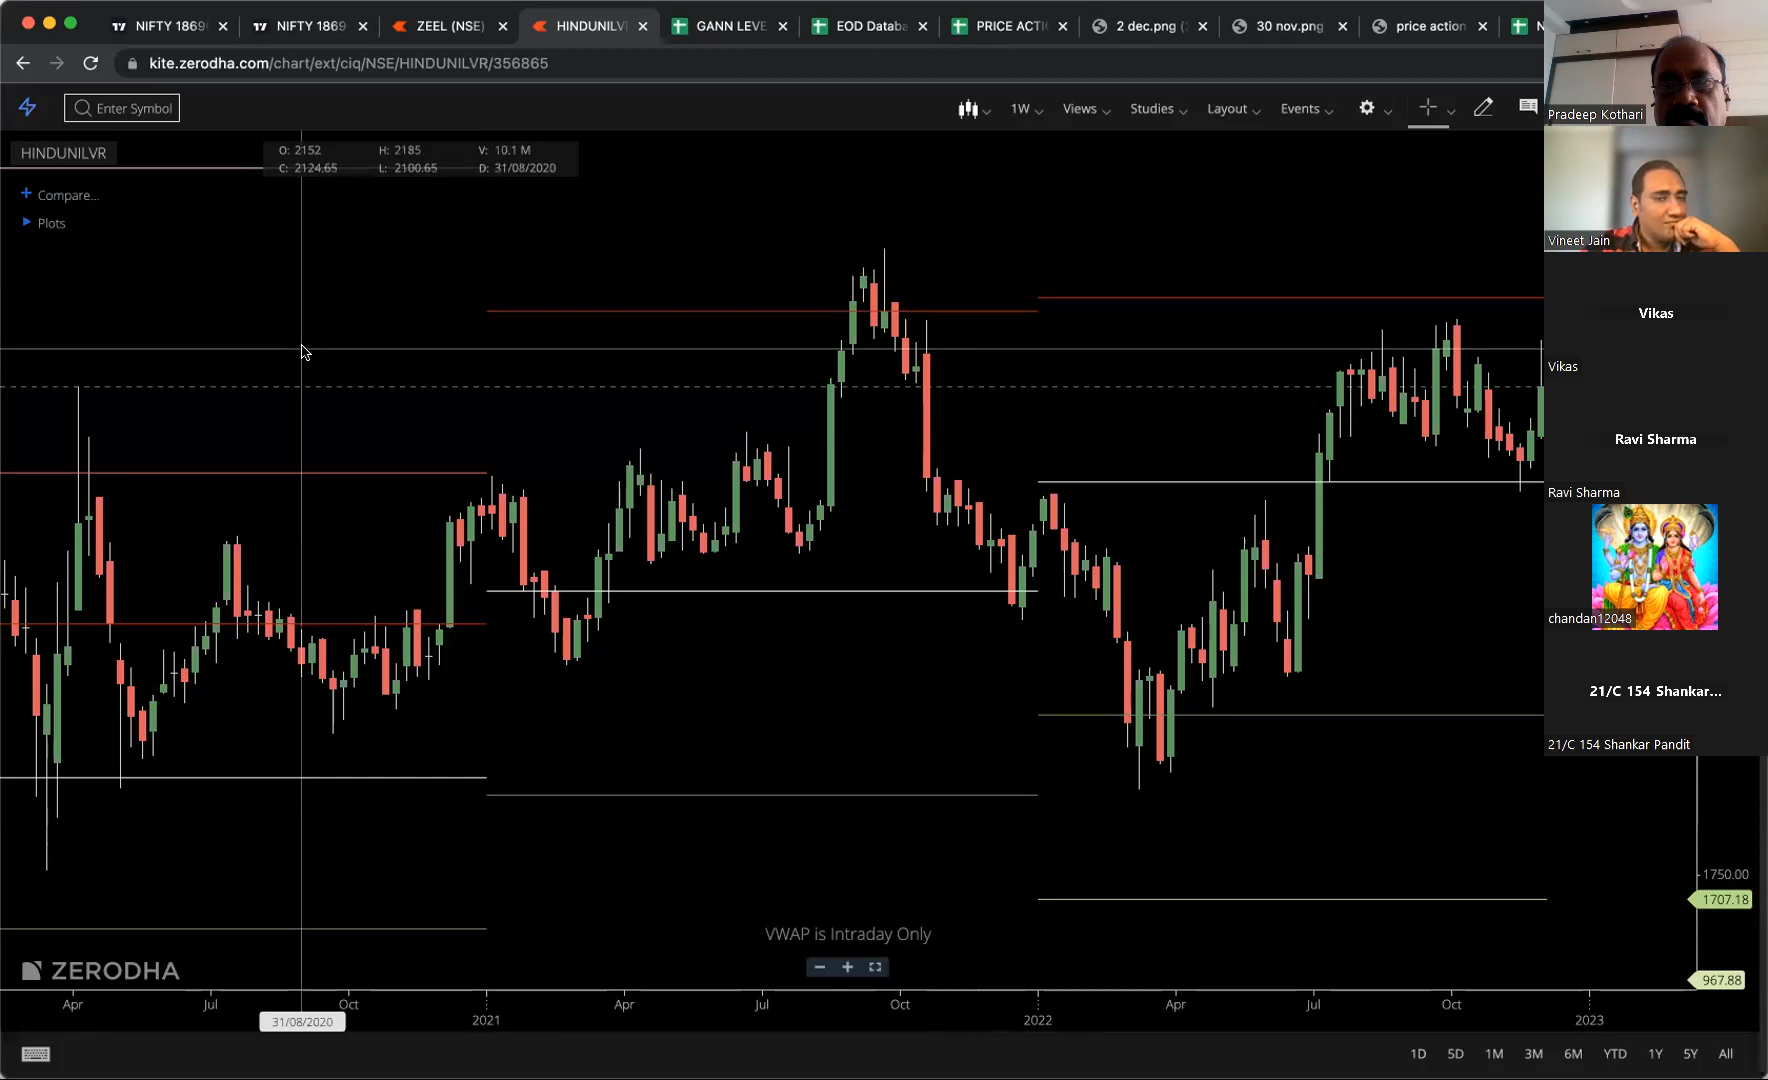 NIFTY 1869
NIFTY 1869
ZEEL (NSE)
HINDUNILV
GANN LEVE
EOD Databa
PRICE ACTI
2 dec.png (
30 nov.png
price action
N
kite.zerodha.com/chart/ext/ciq/NSE/HINDUNILVR/356865
Enter Symbol
1W
Views
Studies
Layout
Events
HINDUNILVR
O: 2152 H: 2185 V: 10.1 M
C: 2124.65 L: 2100.65 D: 31/08/2020
+ Compare...
Plots
Pradeep Kothari
Vineet Jain
Vikas
Vikas
Ravi Sharma
Ravi Sharma
chandan12048
21/C 154 Shankar...
21/C 154 Shankar Pandit
1750.00
1707.18
967.88
VWAP is Intraday Only
ZERODHA
Apr Jul Oct 2021 Apr Jul Oct 2022 Apr Jul Oct 2023
31/08/2020
1D 5D 1M 3M 6M YTD 1Y 5Y All